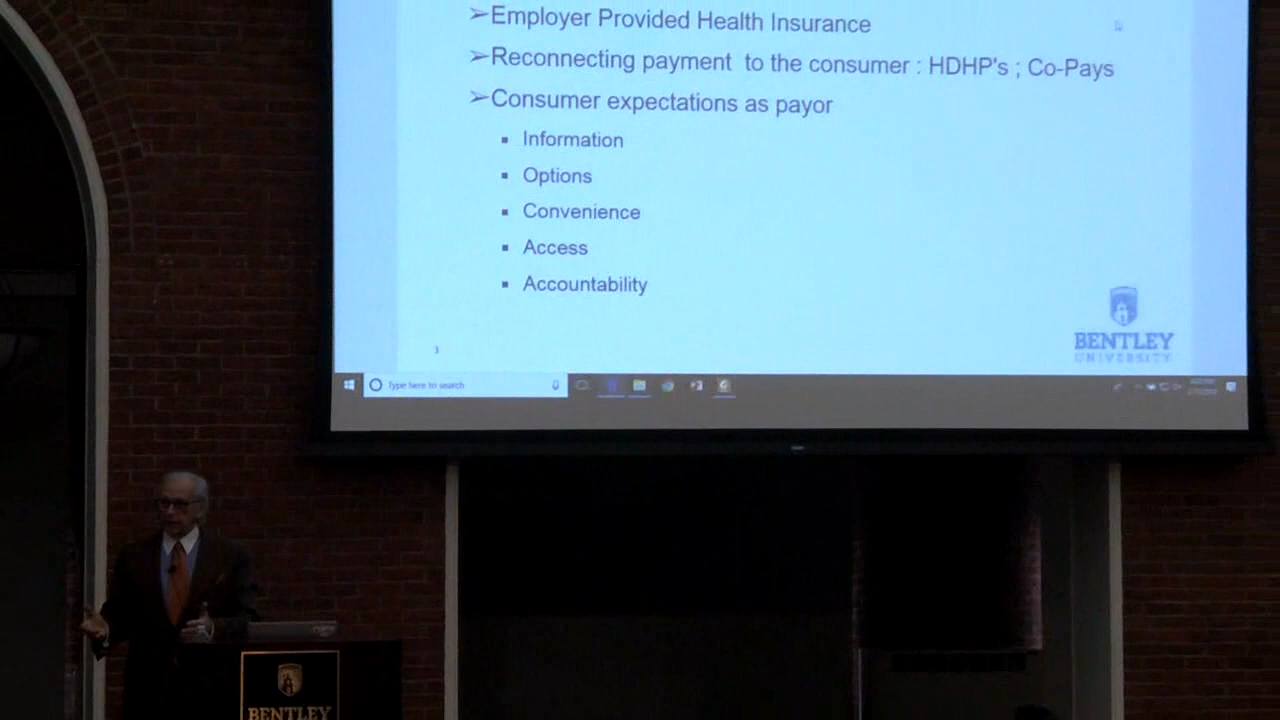 ➢Employer Provided Health Insurance
➢Reconnecting payment to the consumer : HDHP's ; Co-Pays
➢Consumer expectations as payor
▪ Information
▪ Options
▪ Convenience
▪ Access
▪ Accountability
BENTLEY
UNIVERSITY
3
Type here to search
BENTLEY